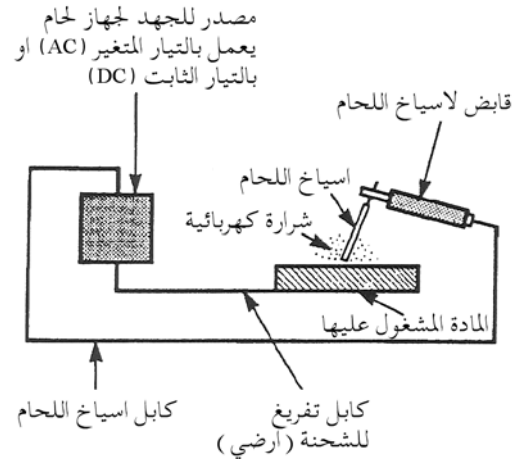 مصدر للجهد لجهاز لحام
يعمل بالتيار المتغير (AC) او
بالتيار الثابت (DC)
قابض لاسياخ اللحام
اسياخ اللحام
شرارة كهربائية
المادة المشغول عليها
كابل تفريغ
للشحنة (ارضي)
كابل اسياخ اللحام